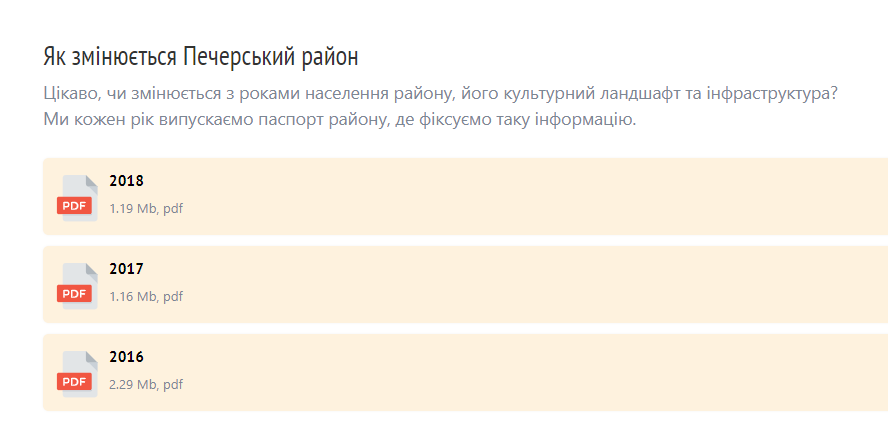 Як змінюється Печерський район
Цікаво, чи змінюється з роками населення району, його культурний ландшафт та інфраструктура?
Ми кожен рік випускаємо паспорт району, де фіксуємо таку інформацію.
2018
PDF
1.19 Mb, pdf
2017
PDF
1.16 Mb, pdf
2016
PDF
2.29 Mb, pdf